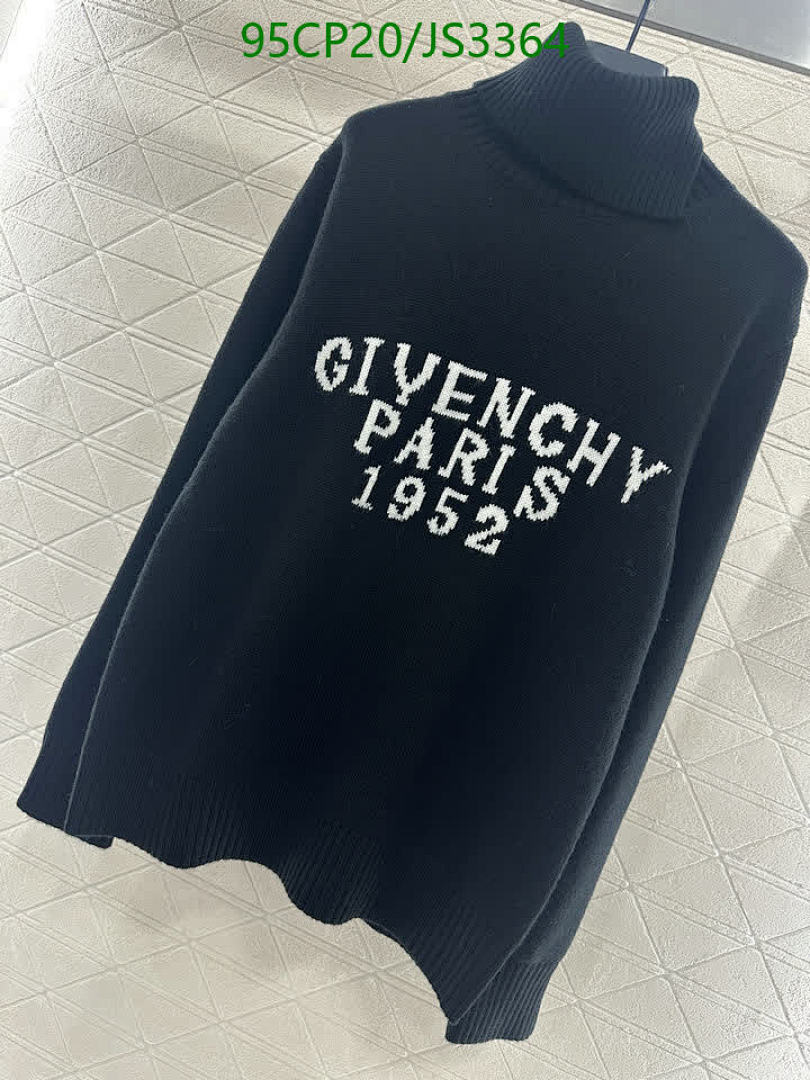 95CP20/JS3364
GIVENCHY
PARIS
1952